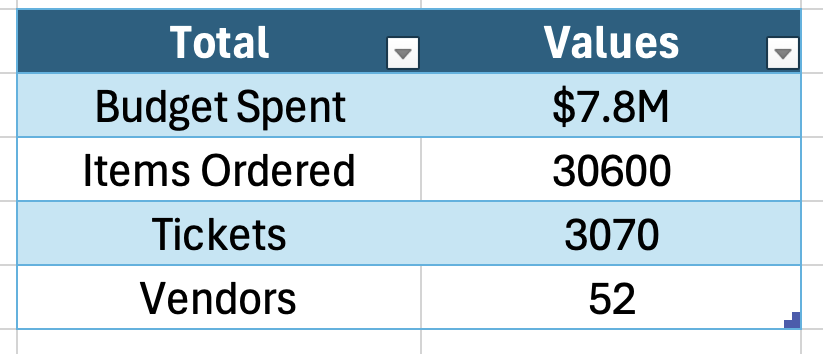 Total Values
Budget Spent $7.8M
Items Ordered 30600
Tickets 3070
Vendors 52